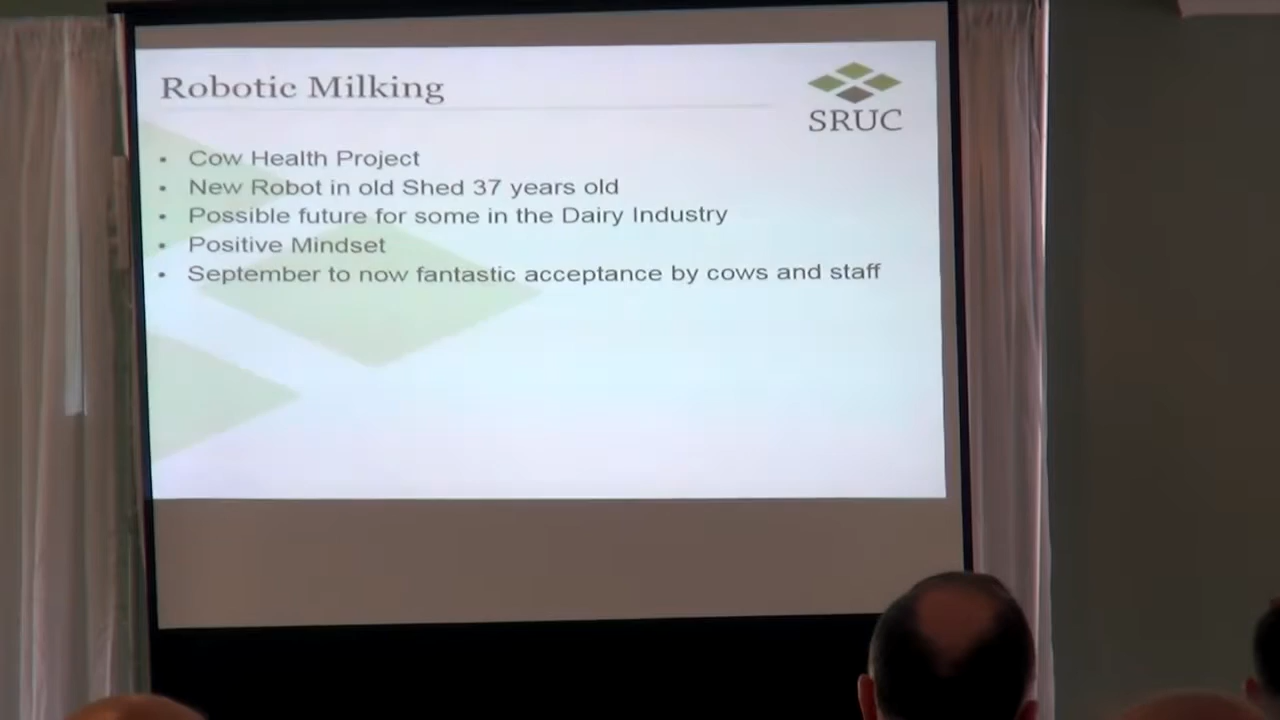 Robotic Milking
SRUC
• Cow Health Project
• New Robot in old Shed 37 years old
• Possible future for some in the Dairy Industry
• Positive Mindset
• September to now fantastic acceptance by cows and staff